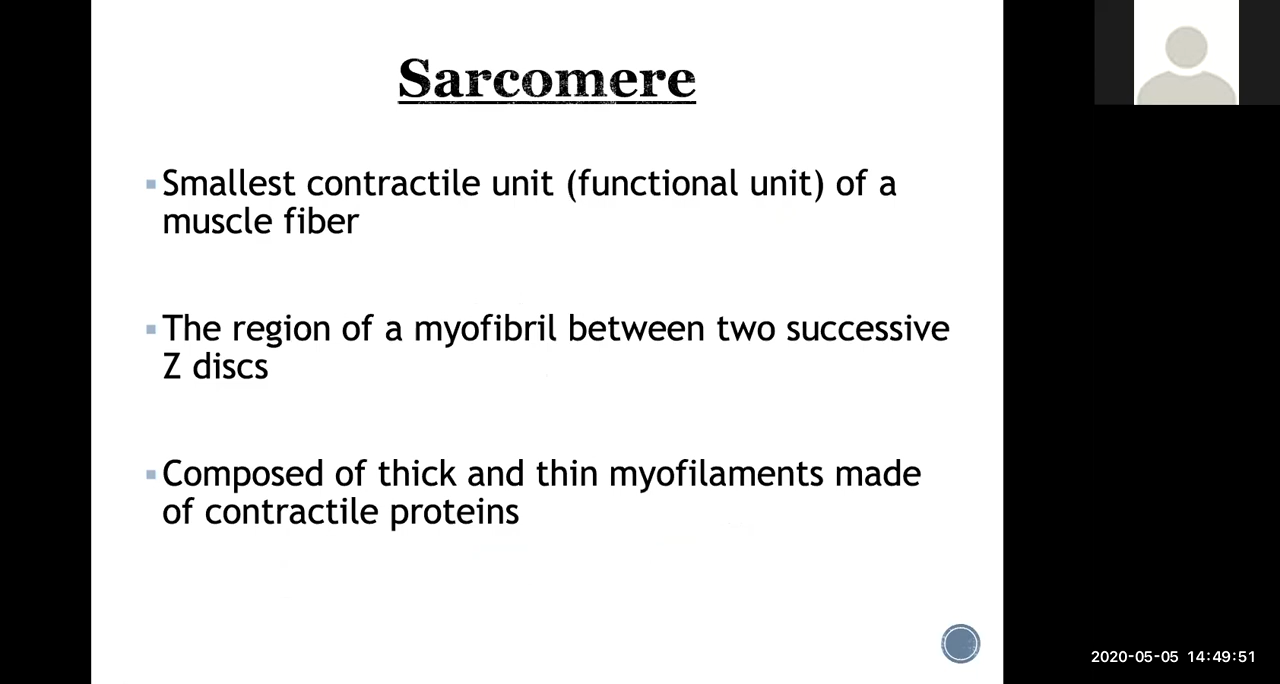 Sarcomere
▪Smallest contractile unit (functional unit) of a
muscle fiber
▪The region of a myofibril between two successive
Z discs
▪Composed of thick and thin myofilaments made
of contractile proteins
2020-05-05 14:49:51